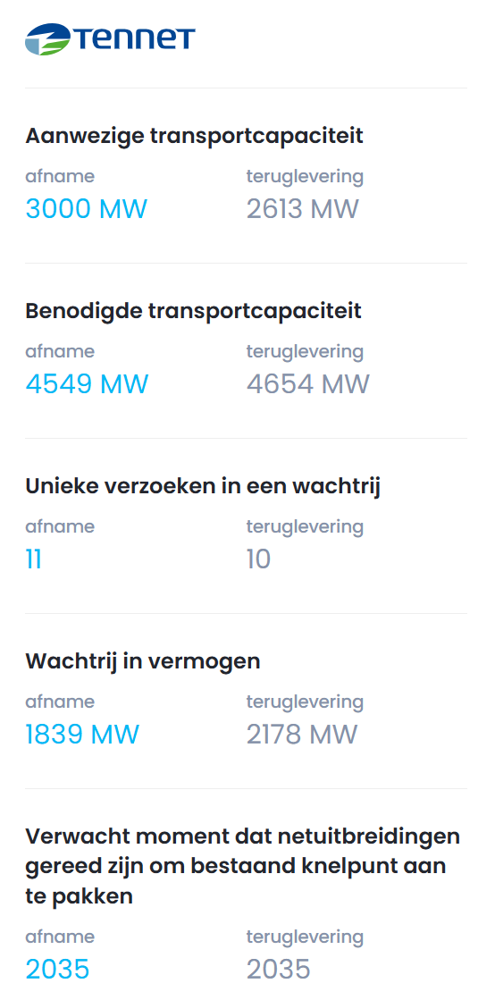 TenneT
Aanwezige transportcapaciteit
afname teruglevering
3000 MW 2613 MW
Benodigde transportcapaciteit
afname teruglevering
4549 MW 4654 MW
Unieke verzoeken in een wachtrij
afname teruglevering
11 10
Wachtrij in vermogen
afname teruglevering
1839 MW 2178 MW
Verwacht moment dat netuitbreidingen
gereed zijn om bestaand knelpunt aan
te pakken
afname teruglevering
2035 2035